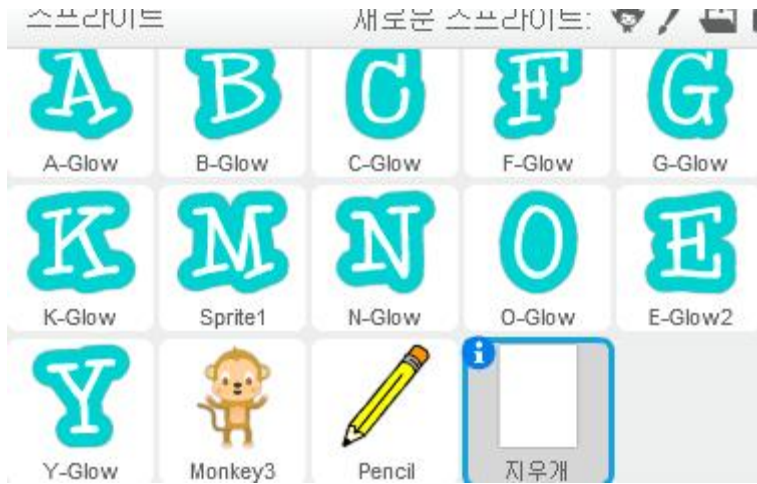 스프라이트 새로운 스프라이트:
A B C F G
A-Glow B-Glow C-Glow F-Glow G-Glow
K M N O E
K-Glow Sprite1 N-Glow O-Glow E-Glow2
i
Y
Y-Glow Monkey3 Pencil 지우개